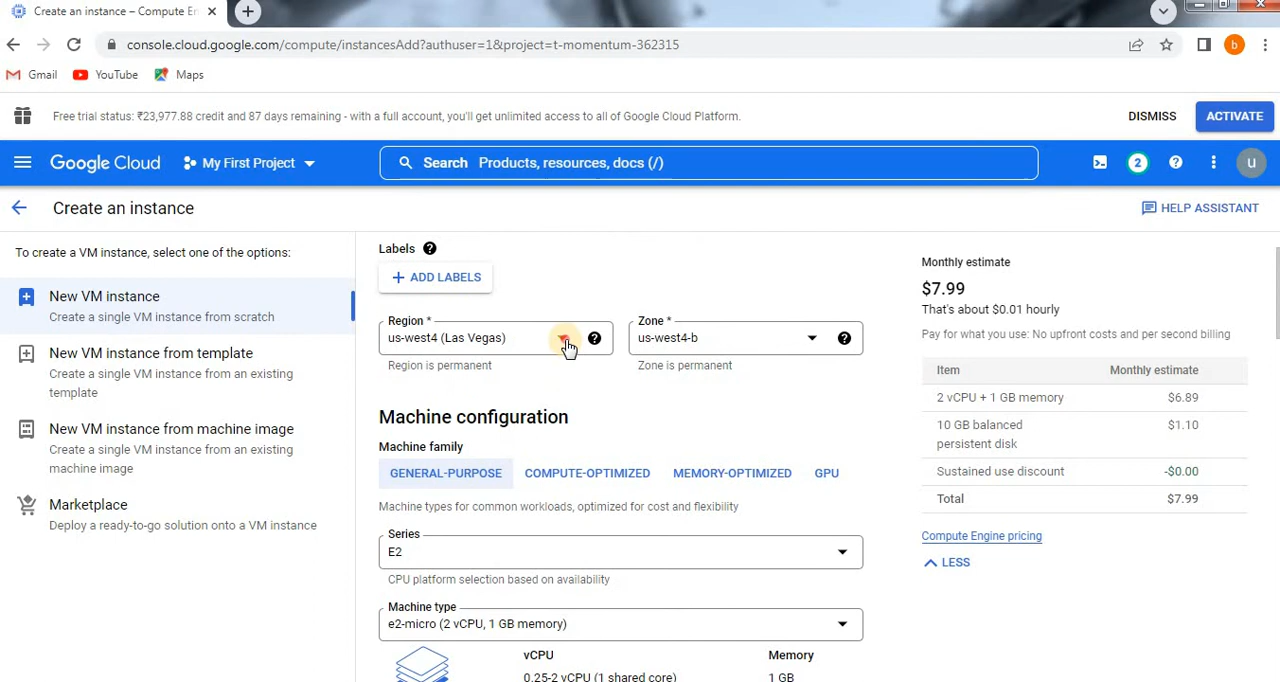 Create an instance – Compute En
console.cloud.google.com/compute/instancesAdd?authuser=1&project=t-momentum-362315
b
Gmail
YouTube
Maps
Free trial status: ₹23,977.88 credit and 87 days remaining - with a full account, you'll get unlimited access to all of Google Cloud Platform.
DISMISS
ACTIVATE
Google Cloud
My First Project
Search Products, resources, docs (/)
2
u
Create an instance
HELP ASSISTANT
To create a VM instance, select one of the options:
New VM instance
Create a single VM instance from scratch
New VM instance from template
Create a single VM instance from an existing
template
New VM instance from machine image
Create a single VM instance from an existing
machine image
Marketplace
Deploy a ready-to-go solution onto a VM instance
Labels
+ ADD LABELS
Region *
us-west4 (Las Vegas)
Region is permanent
Zone *
us-west4-b
Zone is permanent
Machine configuration
Machine family
GENERAL-PURPOSE
COMPUTE-OPTIMIZED
MEMORY-OPTIMIZED
GPU
Machine types for common workloads, optimized for cost and flexibility
Series
E2
CPU platform selection based on availability
Machine type
e2-micro (2 vCPU, 1 GB memory)
vCPU
Memory
0.25-2 vCPU (1 shared core)
1 GB
Monthly estimate
$7.99
That's about $0.01 hourly
Pay for what you use: No upfront costs and per second billing
Item Monthly estimate
2 vCPU + 1 GB memory $6.89
10 GB balanced $1.10
persistent disk
Sustained use discount -$0.00
Total $7.99
Compute Engine pricing
LESS